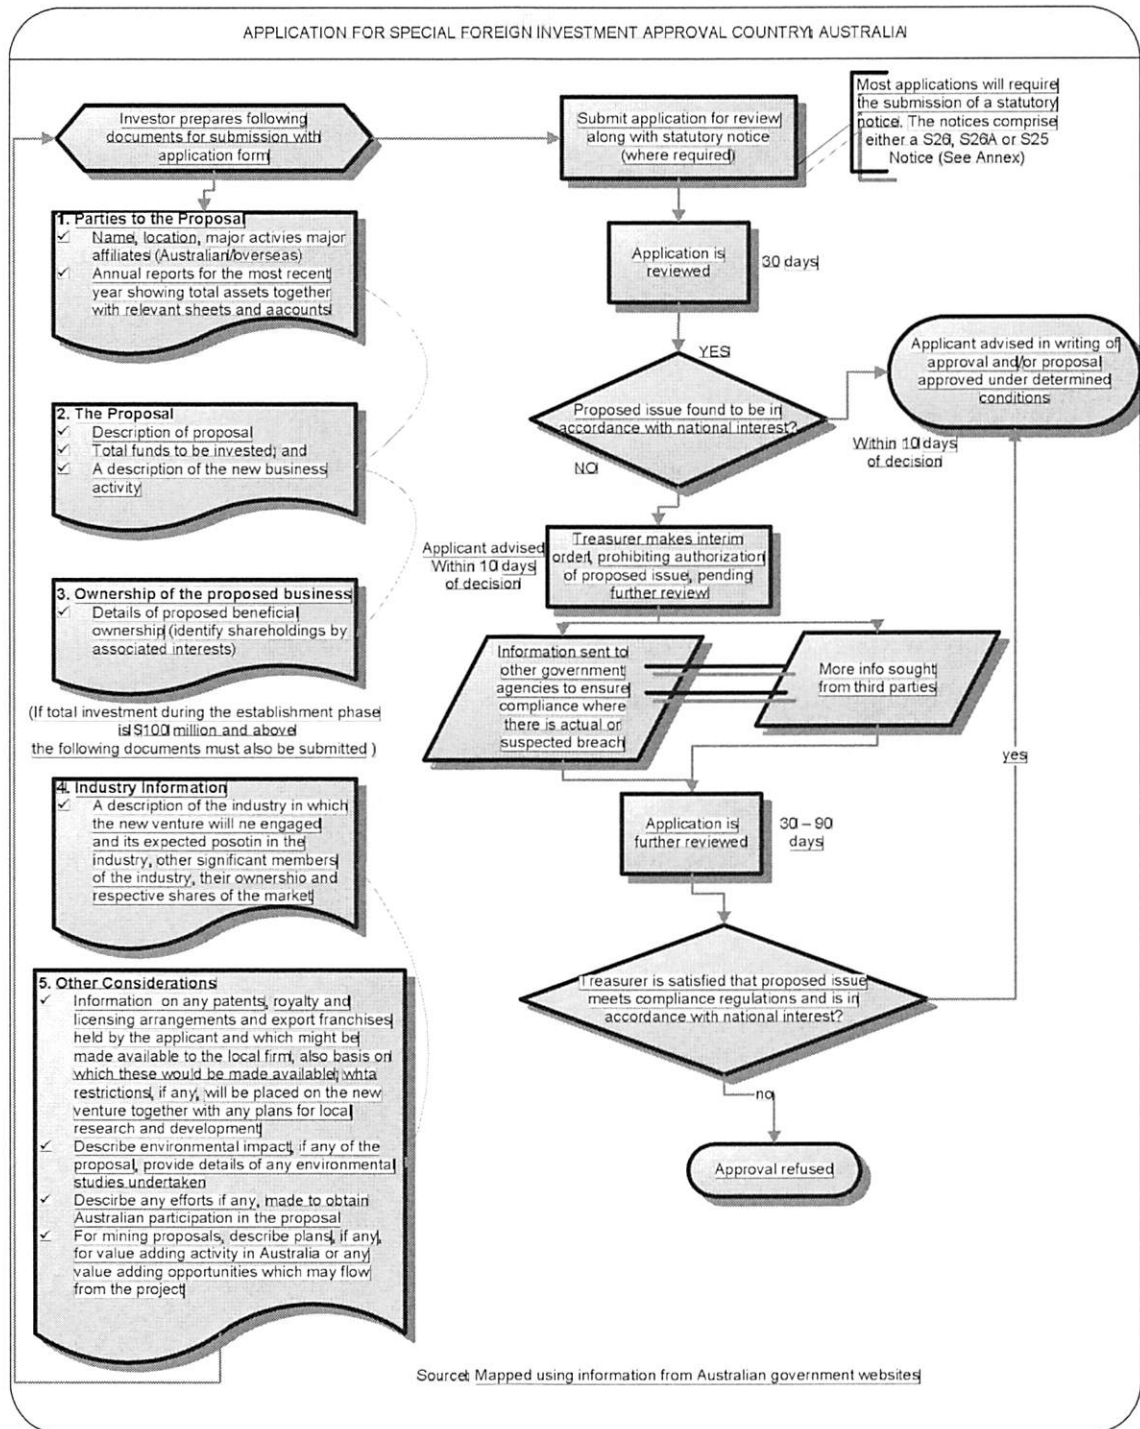 APPLICATION FOR SPECIAL FOREIGN INVESTMENT APPROVAL COUNTRY: AUSTRALIA
Investor prepares following
documents for submission with
application form
1. Parties to the Proposal
✓ Name, location, major activies major
affiliates (Australian/overseas)
✓ Annual reports for the most recent
year showing total assets together
with relevant sheets and aacounts
2. The Proposal
✓ Description of proposal
✓ Total funds to be invested; and
✓ A description of the new business
activity
3. Ownership of the proposed business
✓ Details of proposed beneficial
ownership (identify shareholdings by
associated interests)
(If total investment during the establishment phase
is $100 million and above
the following documents must also be submitted )
4. Industry Information
✓ A description of the industry in which
the new venture wiill ne engaged
and its expected posotin in the
industry, other significant members
of the industry, their ownershio and
respective shares of the market
5. Other Considerations
✓ Information on any patents, royalty and
licensing arrangements and export franchises
held by the applicant and which might be
made available to the local firm, also basis on
which these would be made available; whta
restrictions, if any, will be placed on the new
venture together with any plans for local
research and development
✓ Describe environmental impact, if any of the
proposal, provide details of any environmental
studies undertaken
✓ Descirbe any efforts if any, made to obtain
Australian participation in the proposal
✓ For mining proposals, describe plans, if any,
for value adding activity in Australia or any
value adding opportunities which may flow
from the project
Submit application for review
along with statutory notice
(where required)
Most applications will require
the submission of a statutory
notice. The notices comprise
either a S26, S26A or S25
Notice (See Annex)
Application is
reviewed
30 days
YES
Proposed issue found to be in
accordance with national interest?
NO
Applicant advised in writing of
approval and/or proposal
approved under determined
conditions
Within 10 days
of decision
Applicant advised
Within 10 days
of decision
Treasurer makes interim
order, prohibiting authorization
of proposed issue, pending
further review
Information sent to
other government
agencies to ensure
compliance where
there is actual or
suspected breach
More info sought
from third parties
yes
Application is
further reviewed
30 – 90
days
Treasurer is satisfied that proposed issue
meets compliance regulations and is in
accordance with national interest?
no
Approval refused
Source: Mapped using information from Australian government websites